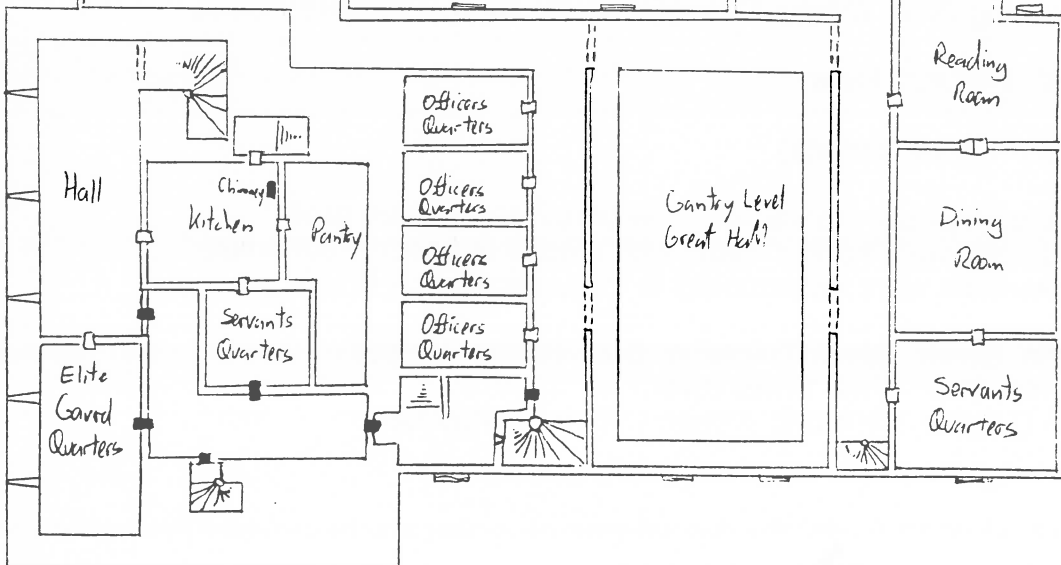 Hall
Elite
Gaurd
Quarters
Chimney
Kitchen
Pantry
Servants
Quarters
Officers
Quarters
Officers
Quarters
Officers
Quarters
Officers
Quarters
Gantry Level
Great Hall?
Reading
Room
Dining
Room
Servants
Quarters